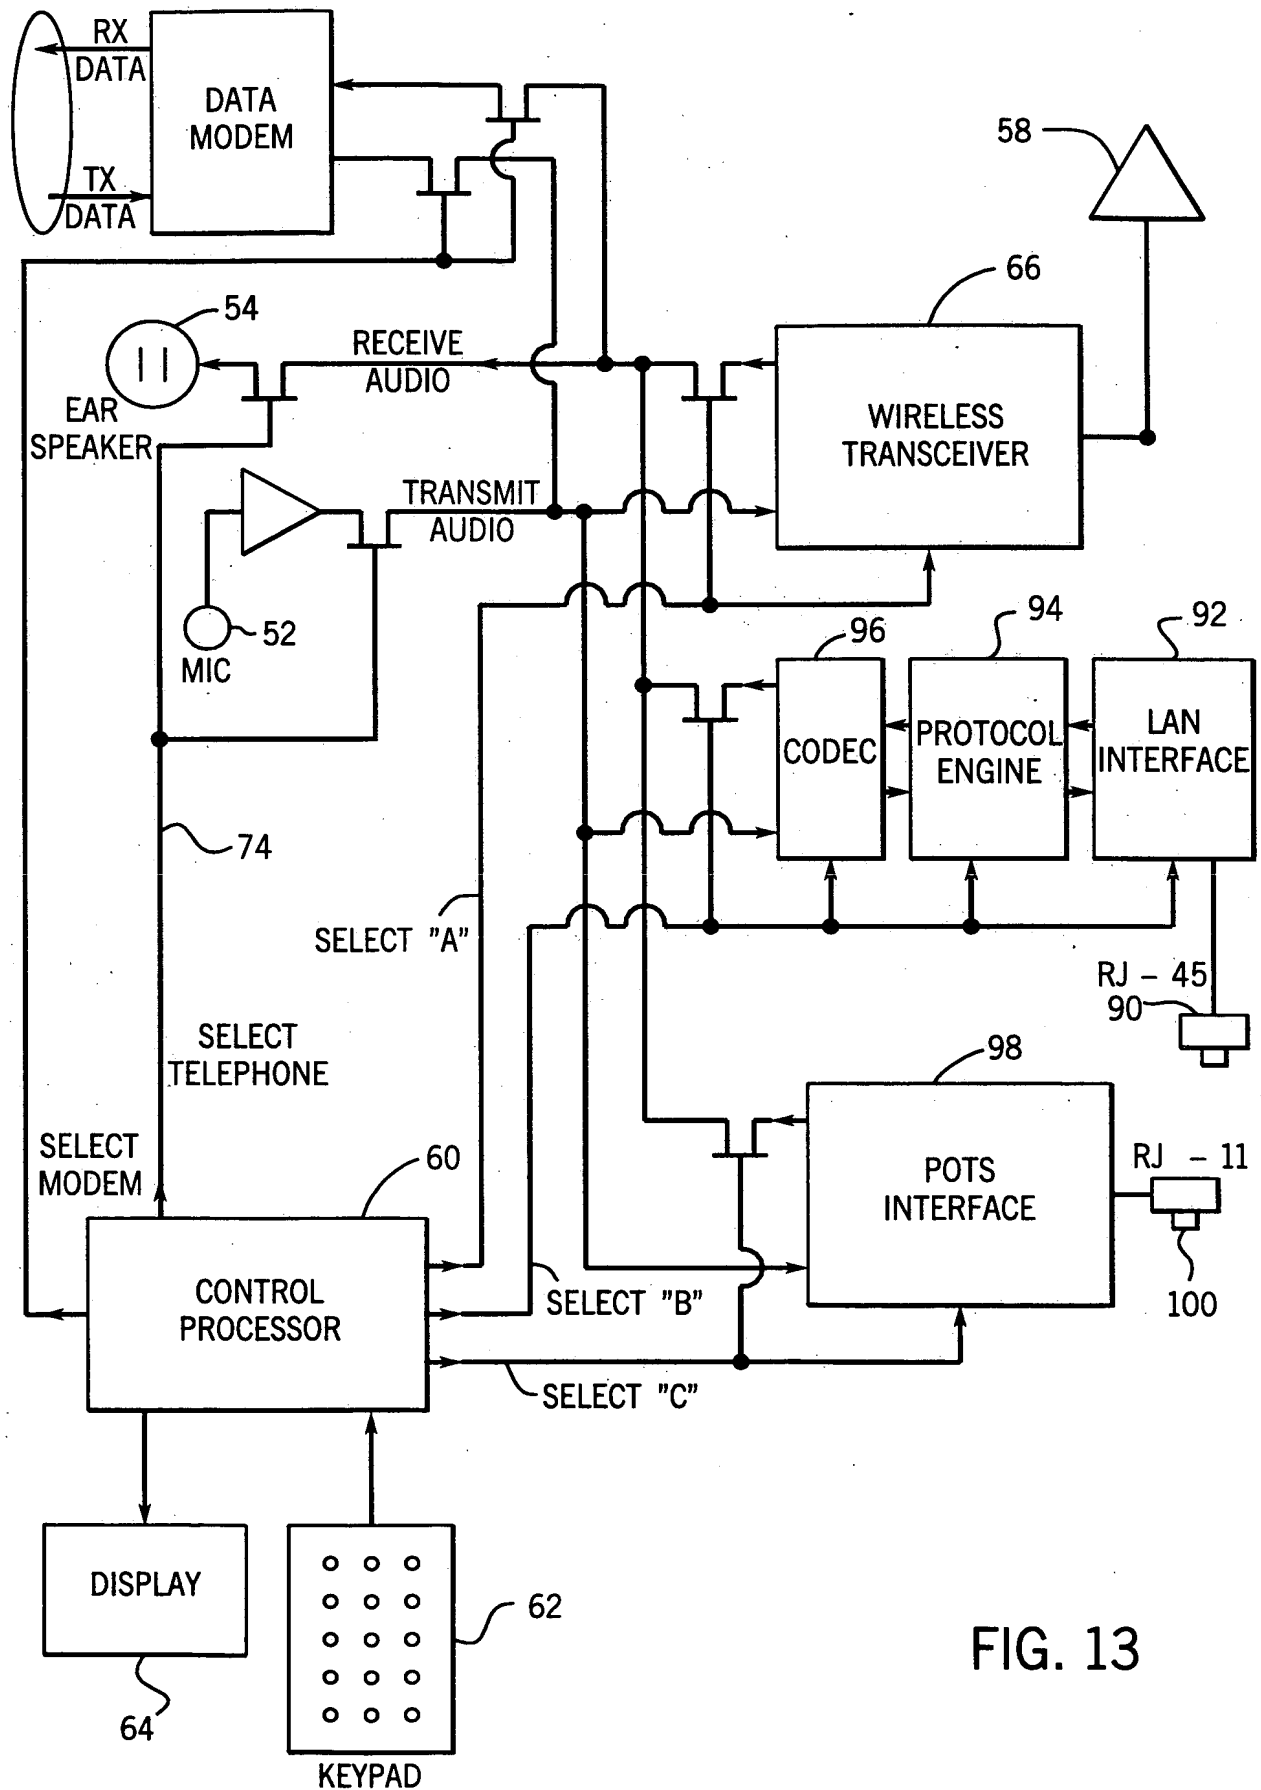 RX
DATA
TX
DATA
DATA
MODEM
58
66
54
RECEIVE
AUDIO
EAR
SPEAKER
WIRELESS
TRANSCEIVER
TRANSMIT
AUDIO
52
MIC
96
94
92
CODEC
PROTOCOL
ENGINE
LAN
INTERFACE
74
SELECT "A"
RJ - 45
90
SELECT
TELEPHONE
98
SELECT
MODEM
60
RJ - 11
POTS
INTERFACE
100
CONTROL
PROCESSOR
SELECT "B"
SELECT "C"
DISPLAY
62
64
KEYPAD
FIG. 13